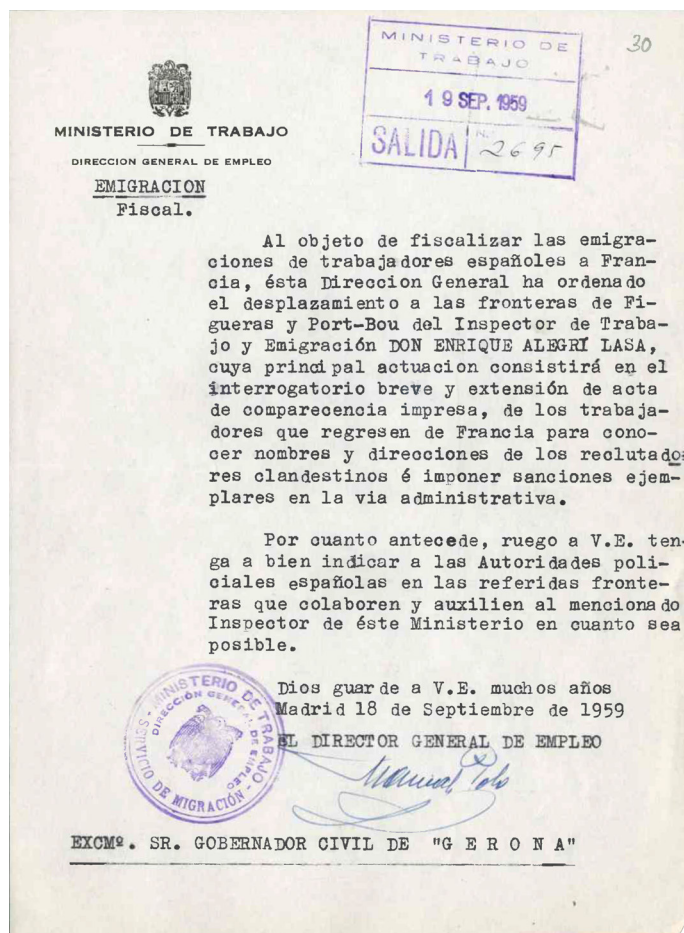 30
MINISTERIO DE
TRABAJO
19 SEP. 1959
SALIDA Nº 2695
MINISTERIO DE TRABAJO
DIRECCION GENERAL DE EMPLEO
EMIGRACION
Fiscal.
Al objeto de fiscalizar las emigra-
ciones de trabajadores españoles a Fran-
cia, ésta Direccion General ha ordenado
el desplazamiento a las fronteras de Fi-
gueras y Port-Bou del Inspector de Traba-
jo y Emigración DON ENRIQUE ALEGRÍ LASA,
cuya principal actuacion consistirá en el
interrogatorio breve y extensión de acta
de comparecencia impresa, de los trabaja-
dores que regresen de Francia para cono-
cer nombres y direcciones de los reclutado-
res clandestinos é imponer sanciones ejem-
plares en la via administrativa.
Por cuanto antecede, ruego a V.E. ten-
ga a bien indicar a las Autoridades poli-
ciales españolas en las referidas fronte-
ras que colaboren y auxilien al mencionado
Inspector de éste Ministerio en cuanto sea
posible.
Dios guarde a V.E. muchos años
Madrid 18 de Septiembre de 1959
EL DIRECTOR GENERAL DE EMPLEO
Manuel Polo
MINISTERIO DE TRABAJO - SERVICIO DE MIGRACIÓN -
DIRECCIÓN GENERAL DE EMPLEO
EXCMº. SR. GOBERNADOR CIVIL DE "G E R O N A"